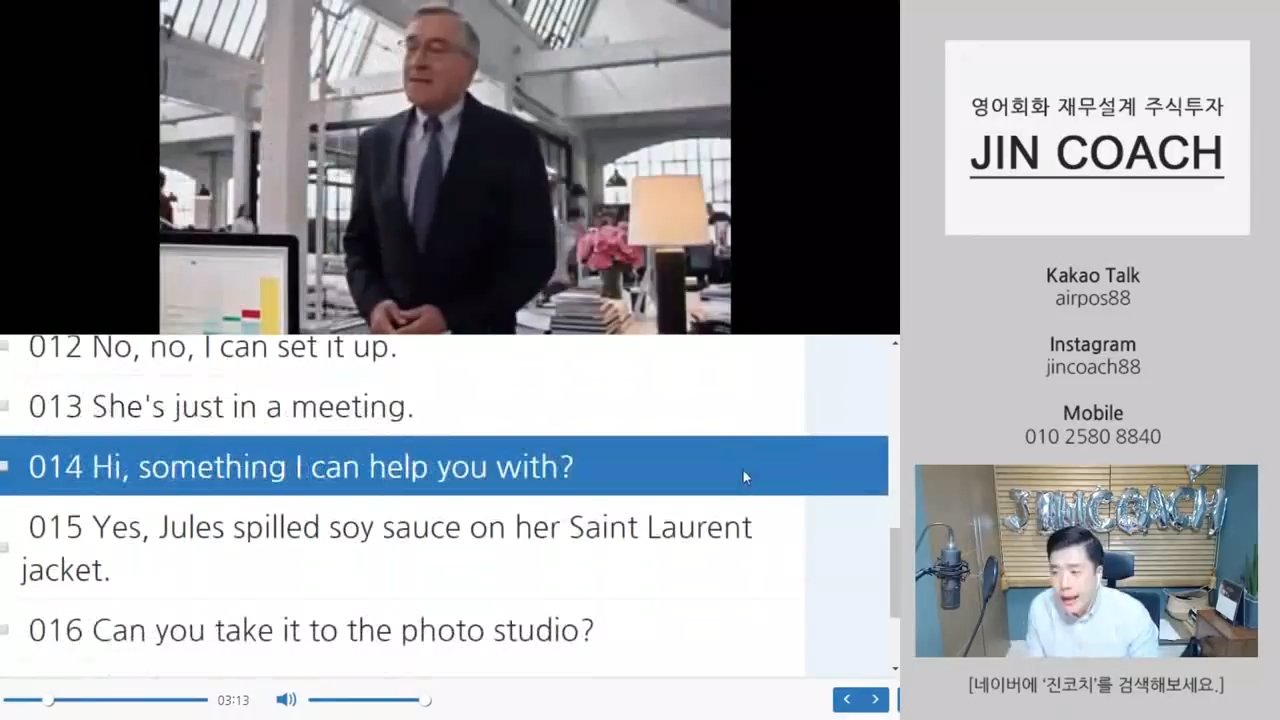 012 No, no, I can set it up.
013 She's just in a meeting.
014 Hi, something I can help you with?
015 Yes, Jules spilled soy sauce on her Saint Laurent
jacket.
016 Can you take it to the photo studio?
03:13
영어회화 재무설계 주식투자
JIN COACH
Kakao Talk
airpos88
Instagram
jincoach88
Mobile
010 2580 8840
JINCOACH
[네이버에 '진코치'를 검색해보세요.]